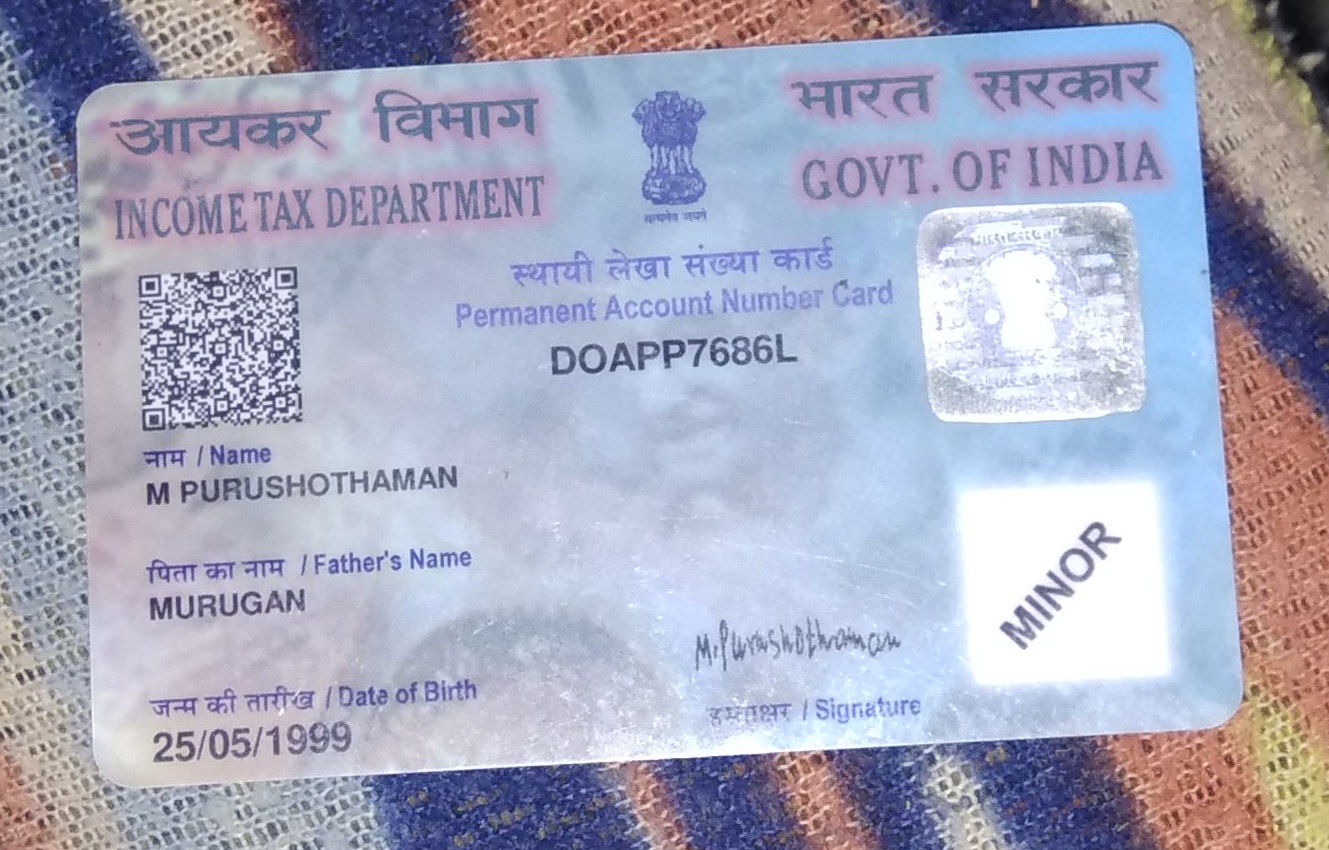 आयकर विभाग
INCOME TAX DEPARTMENT
भारत सरकार
GOVT. OF INDIA
सत्यमेव जयते
स्थायी लेखा संख्या कार्ड
Permanent Account Number Card
DOAPP7686L
नाम / Name
M PURUSHOTHAMAN
पिता का नाम / Father's Name
MURUGAN
जन्म की तारीख / Date of Birth
25/05/1999
M.Purushothaman
हस्ताक्षर / Signature
MINOR